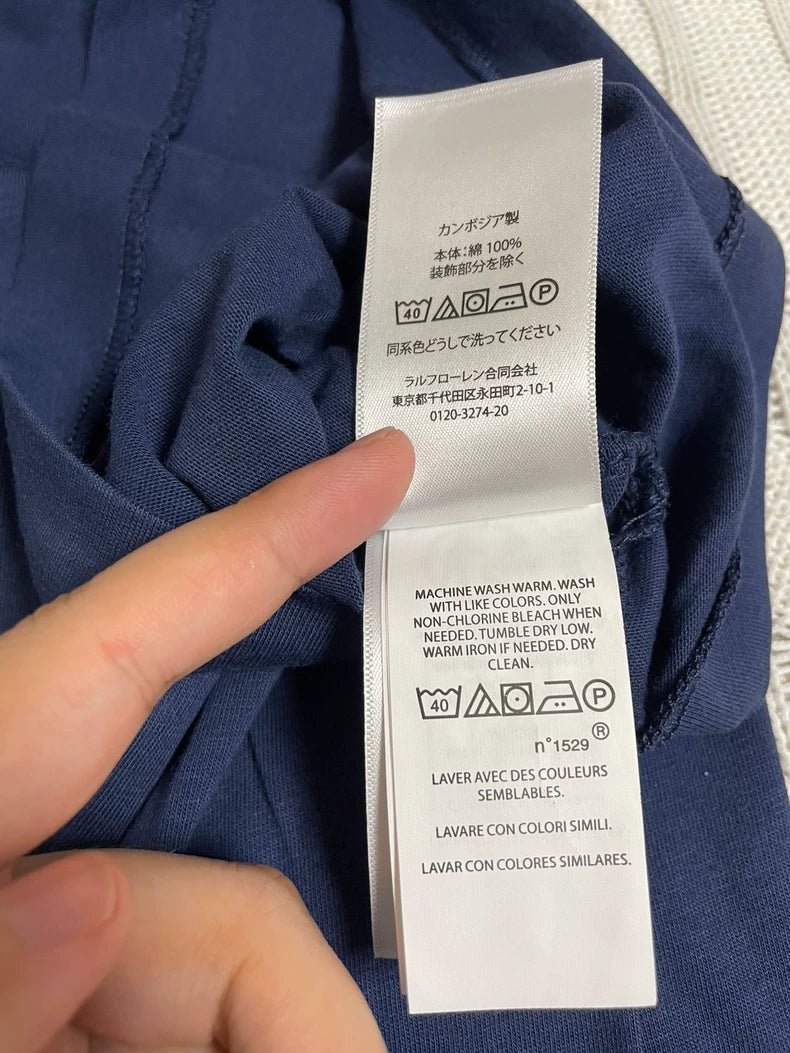 カンボジア製
本体:綿 100%
装飾部分を除く
40 P
同系色どうしで洗ってください
ラルフローレン合同会社
東京都千代田区永田町2-10-1
0120-3274-20
MACHINE WASH WARM. WASH
WITH LIKE COLORS. ONLY
NON-CHLORINE BLEACH WHEN
NEEDED. TUMBLE DRY LOW.
WARM IRON IF NEEDED. DRY
CLEAN.
40 P
n°1529 ®
LAVER AVEC DES COULEURS
SEMBLABLES.
LAVARE CON COLORI SIMILI.
LAVAR CON COLORES SIMILARES.